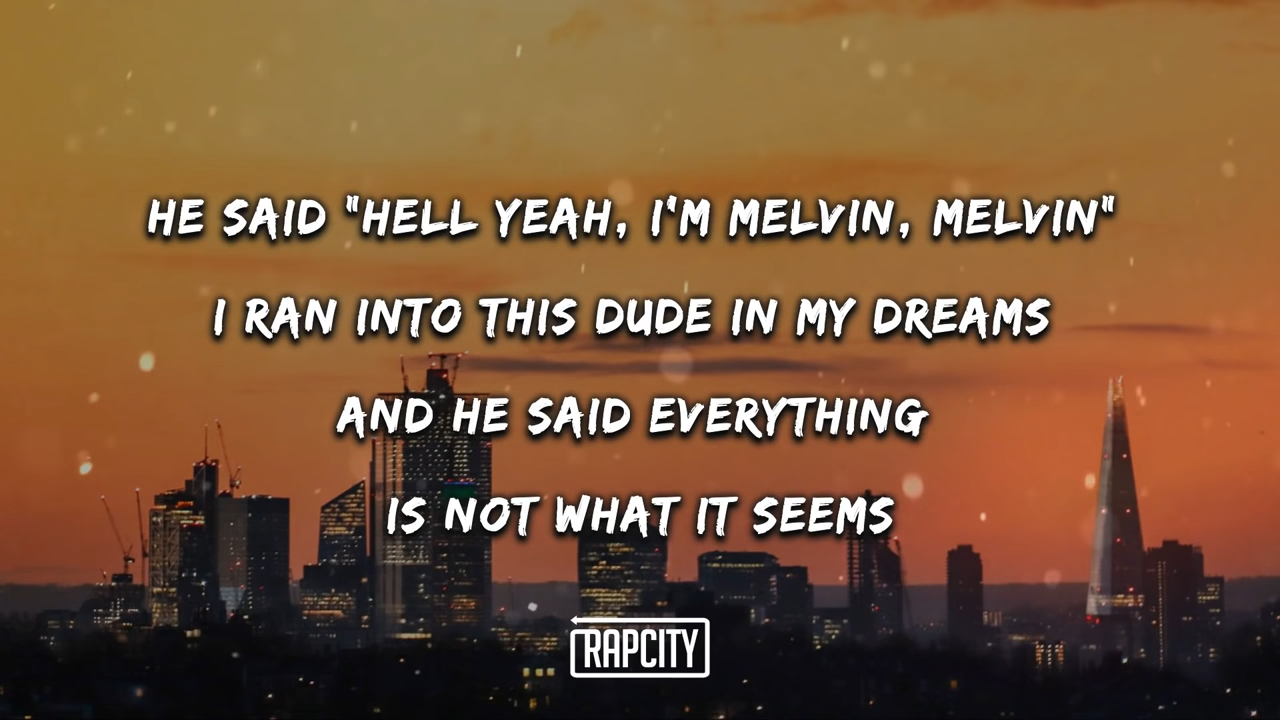 HE SAID "HELL YEAH, I'M MELVIN, MELVIN"
I RAN INTO THIS DUDE IN MY DREAMS
AND HE SAID EVERYTHING
IS NOT WHAT IT SEEMS
RAPCITY